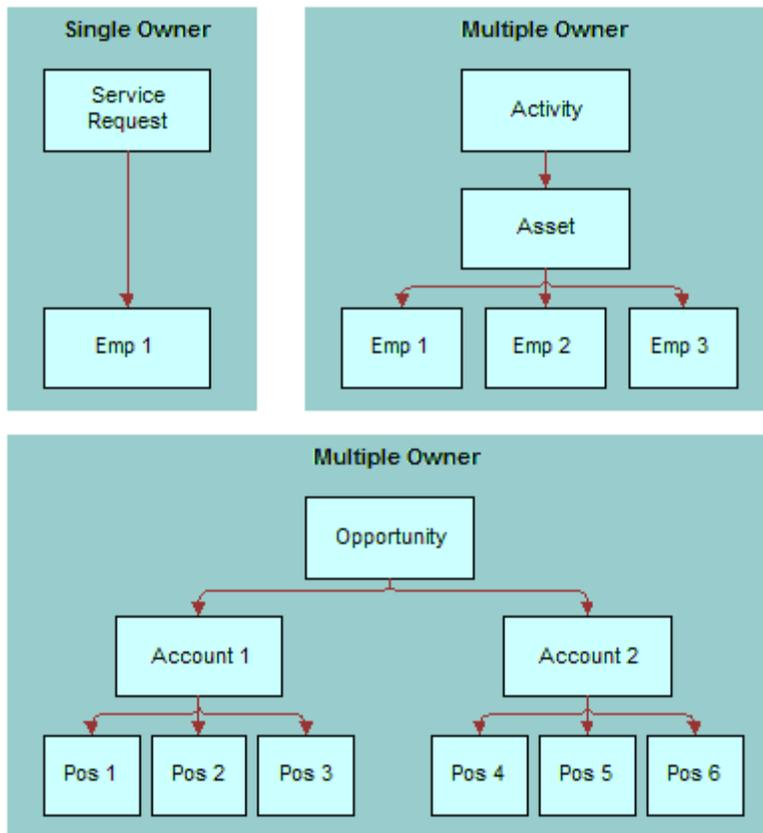 Single Owner
Service
Request
Emp 1
Multiple Owner
Activity
Asset
Emp 1
Emp 2
Emp 3
Multiple Owner
Opportunity
Account 1
Account 2
Pos 1
Pos 2
Pos 3
Pos 4
Pos 5
Pos 6